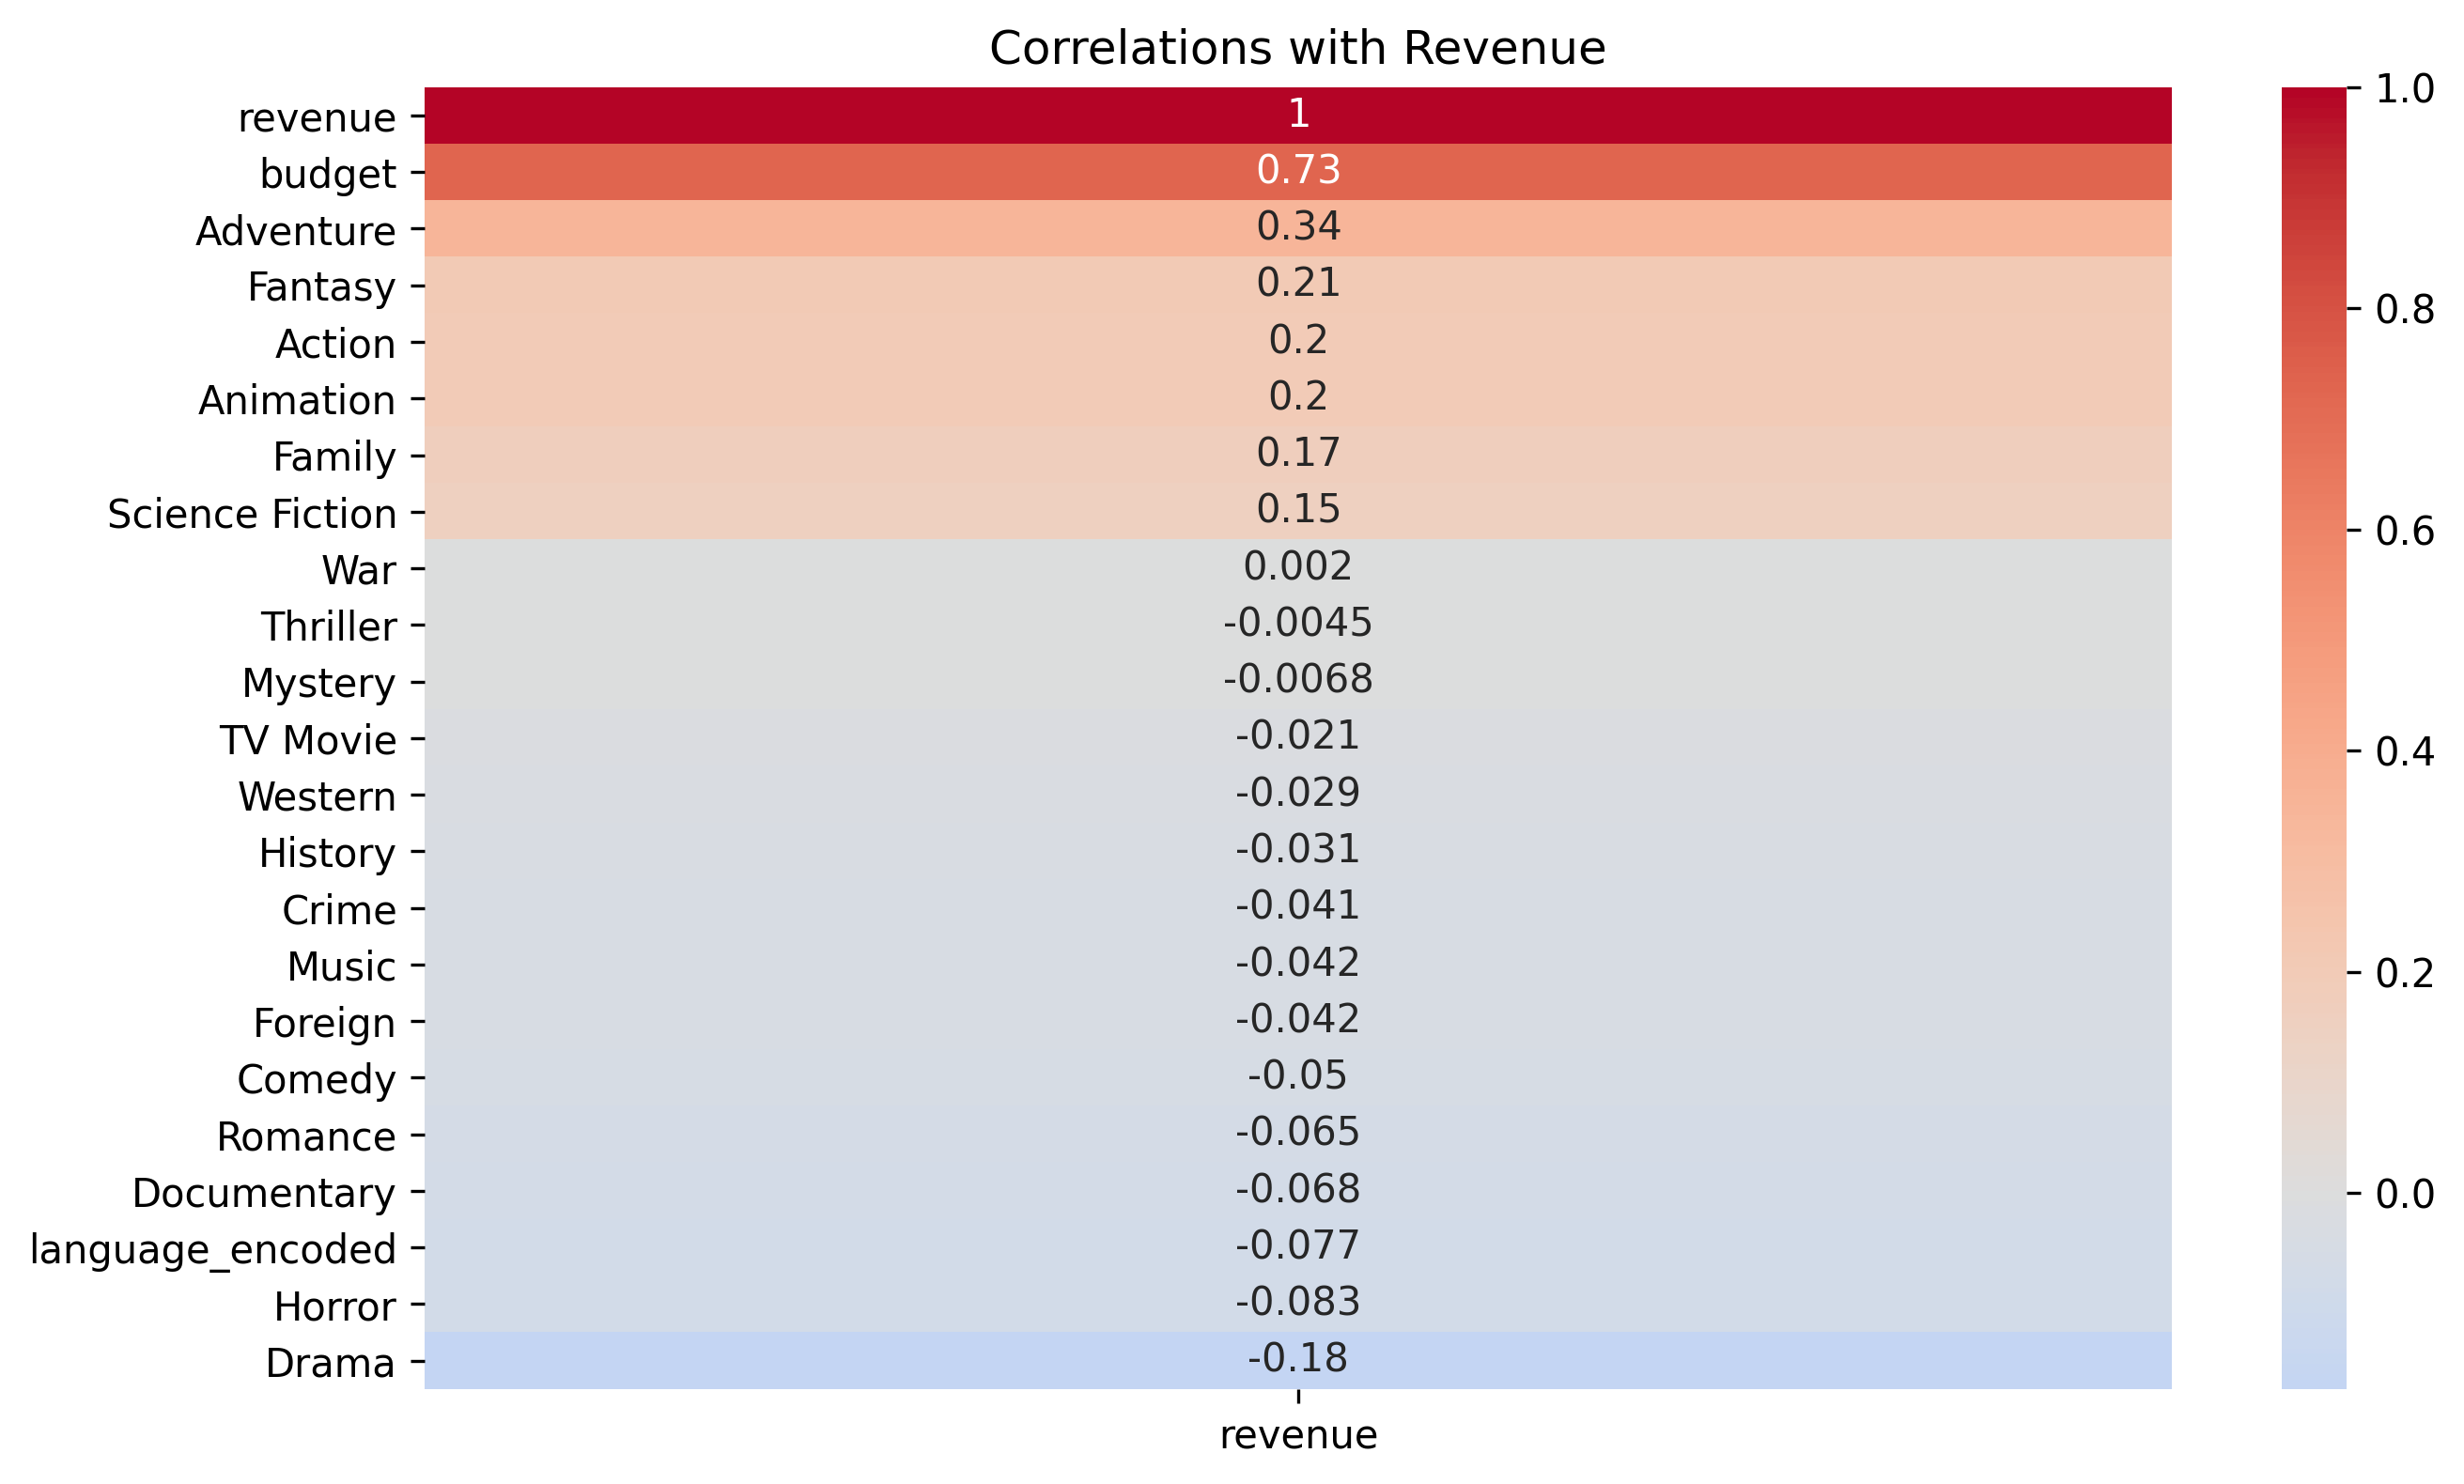 Correlations with Revenue
revenue 1
budget 0.73
Adventure 0.34
Fantasy 0.21
Action 0.2
Animation 0.2
Family 0.17
Science Fiction 0.15
War 0.002
Thriller -0.0045
Mystery -0.0068
TV Movie -0.021
Western -0.029
History -0.031
Crime -0.041
Music -0.042
Foreign -0.042
Comedy -0.05
Romance -0.065
Documentary -0.068
language_encoded -0.077
Horror -0.083
Drama -0.18
revenue
1.0
0.8
0.6
0.4
0.2
0.0